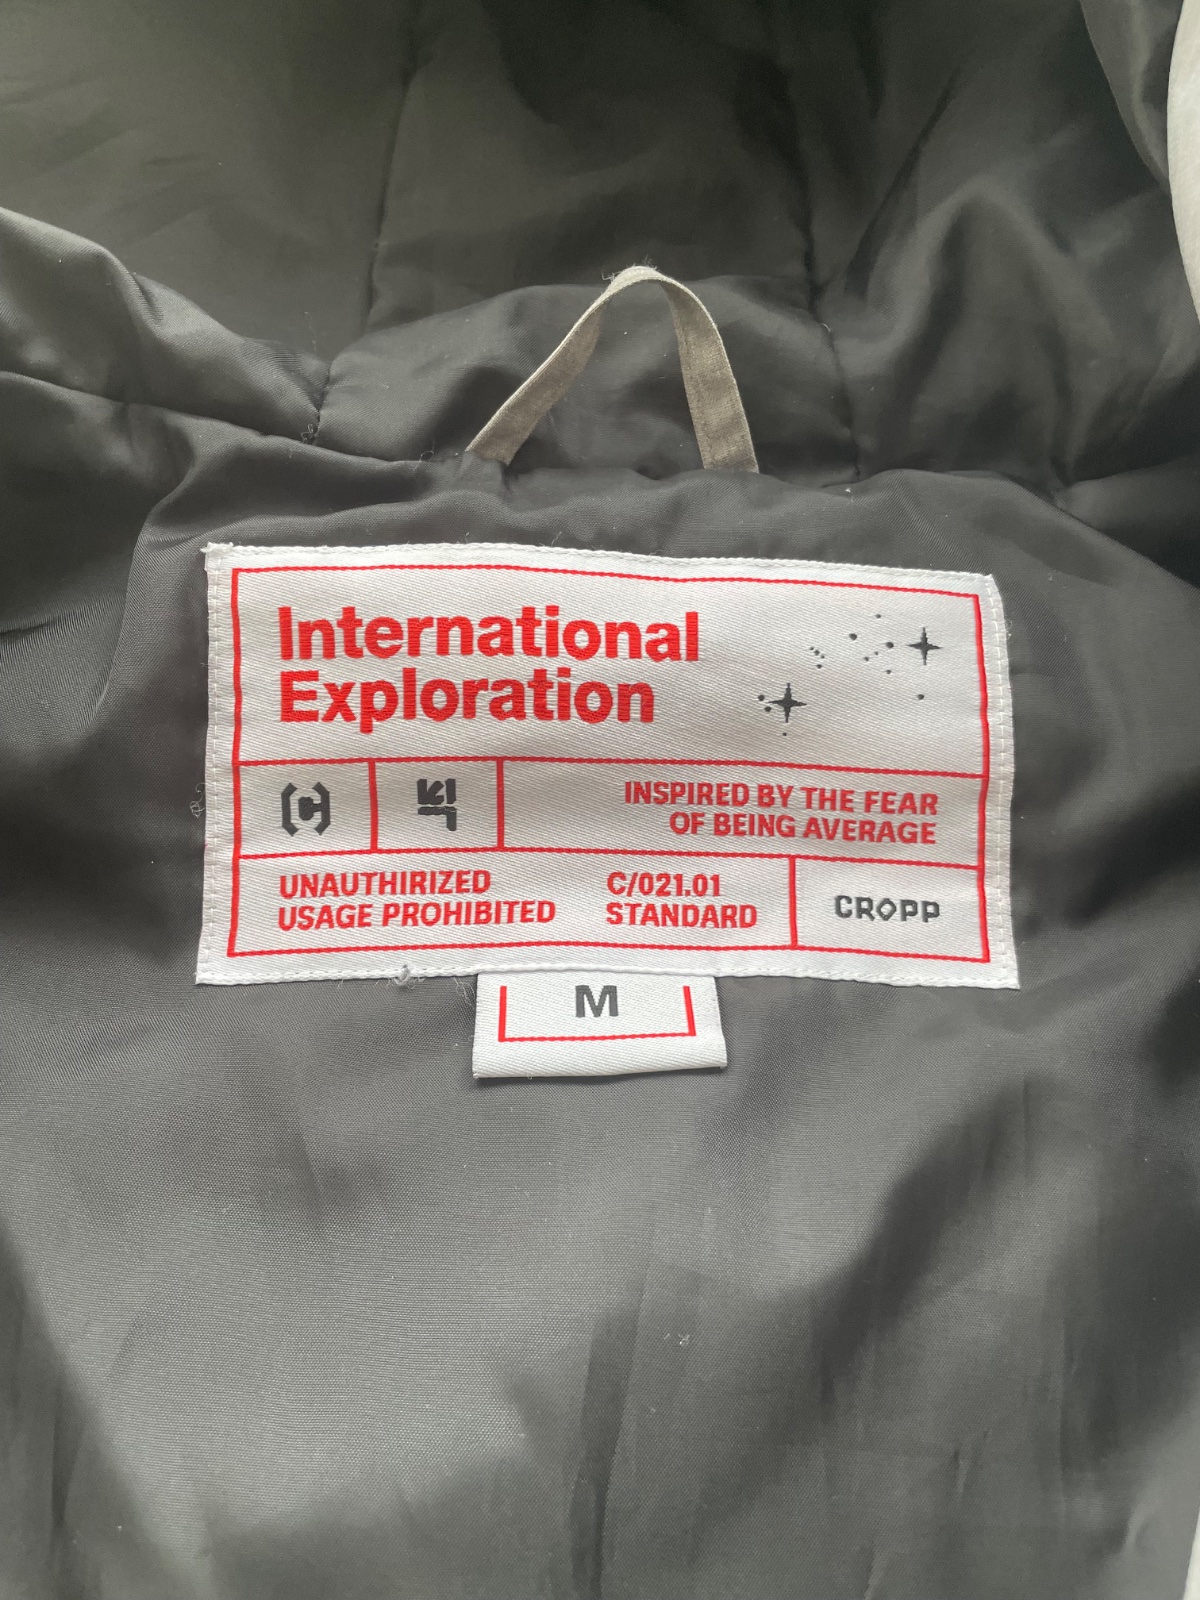 International
Exploration
[C]
INSPIRED BY THE FEAR
OF BEING AVERAGE
UNAUTHIRIZED
USAGE PROHIBITED
C/021.01
STANDARD
CROPP
M